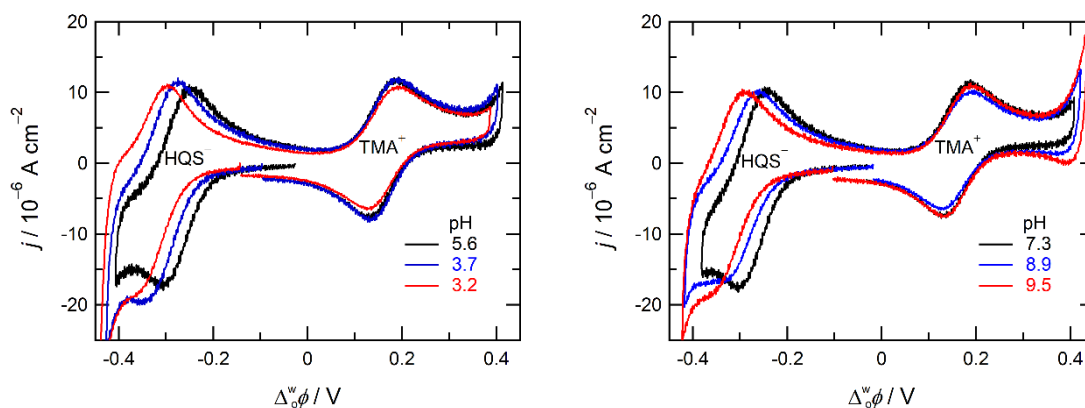 20
10
0
-10
-20
j / 10⁻⁶ A cm⁻²
HQS⁻
TMA⁺
pH
5.6
3.7
3.2
-0.4 -0.2 0 0.2 0.4
Δₒʷϕ / V
20
10
0
-10
-20
j / 10⁻⁶ A cm⁻²
HQS⁻
TMA⁺
pH
7.3
8.9
9.5
-0.4 -0.2 0 0.2 0.4
Δₒʷϕ / V